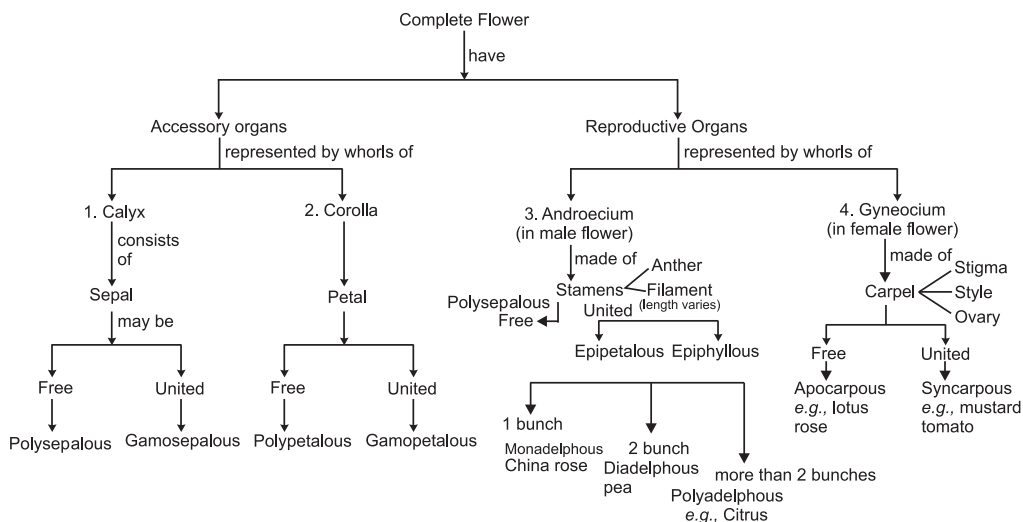 Complete Flower
have
Accessory organs
Reproductive Organs
represented by whorls of
represented by whorls of
1. Calyx
2. Corolla
3. Androecium
(in male flower)
4. Gyneocium
(in female flower)
consists
of
made of
made of
Sepal
Petal
Stamens
Anther
Filament
(length varies)
Carpel
Stigma
Style
Ovary
may be
Polysepalous
Free
United
Epipetalous
Epiphyllous
Free
United
Free
United
Free
United
Polysepalous
Gamosepalous
Polypetalous
Gamopetalous
Apocarpous
e.g., lotus
rose
Syncarpous
e.g., mustard
tomato
1 bunch
Monadelphous
China rose
2 bunch
Diadelphous
pea
more than 2 bunches
Polyadelphous
e.g., Citrus